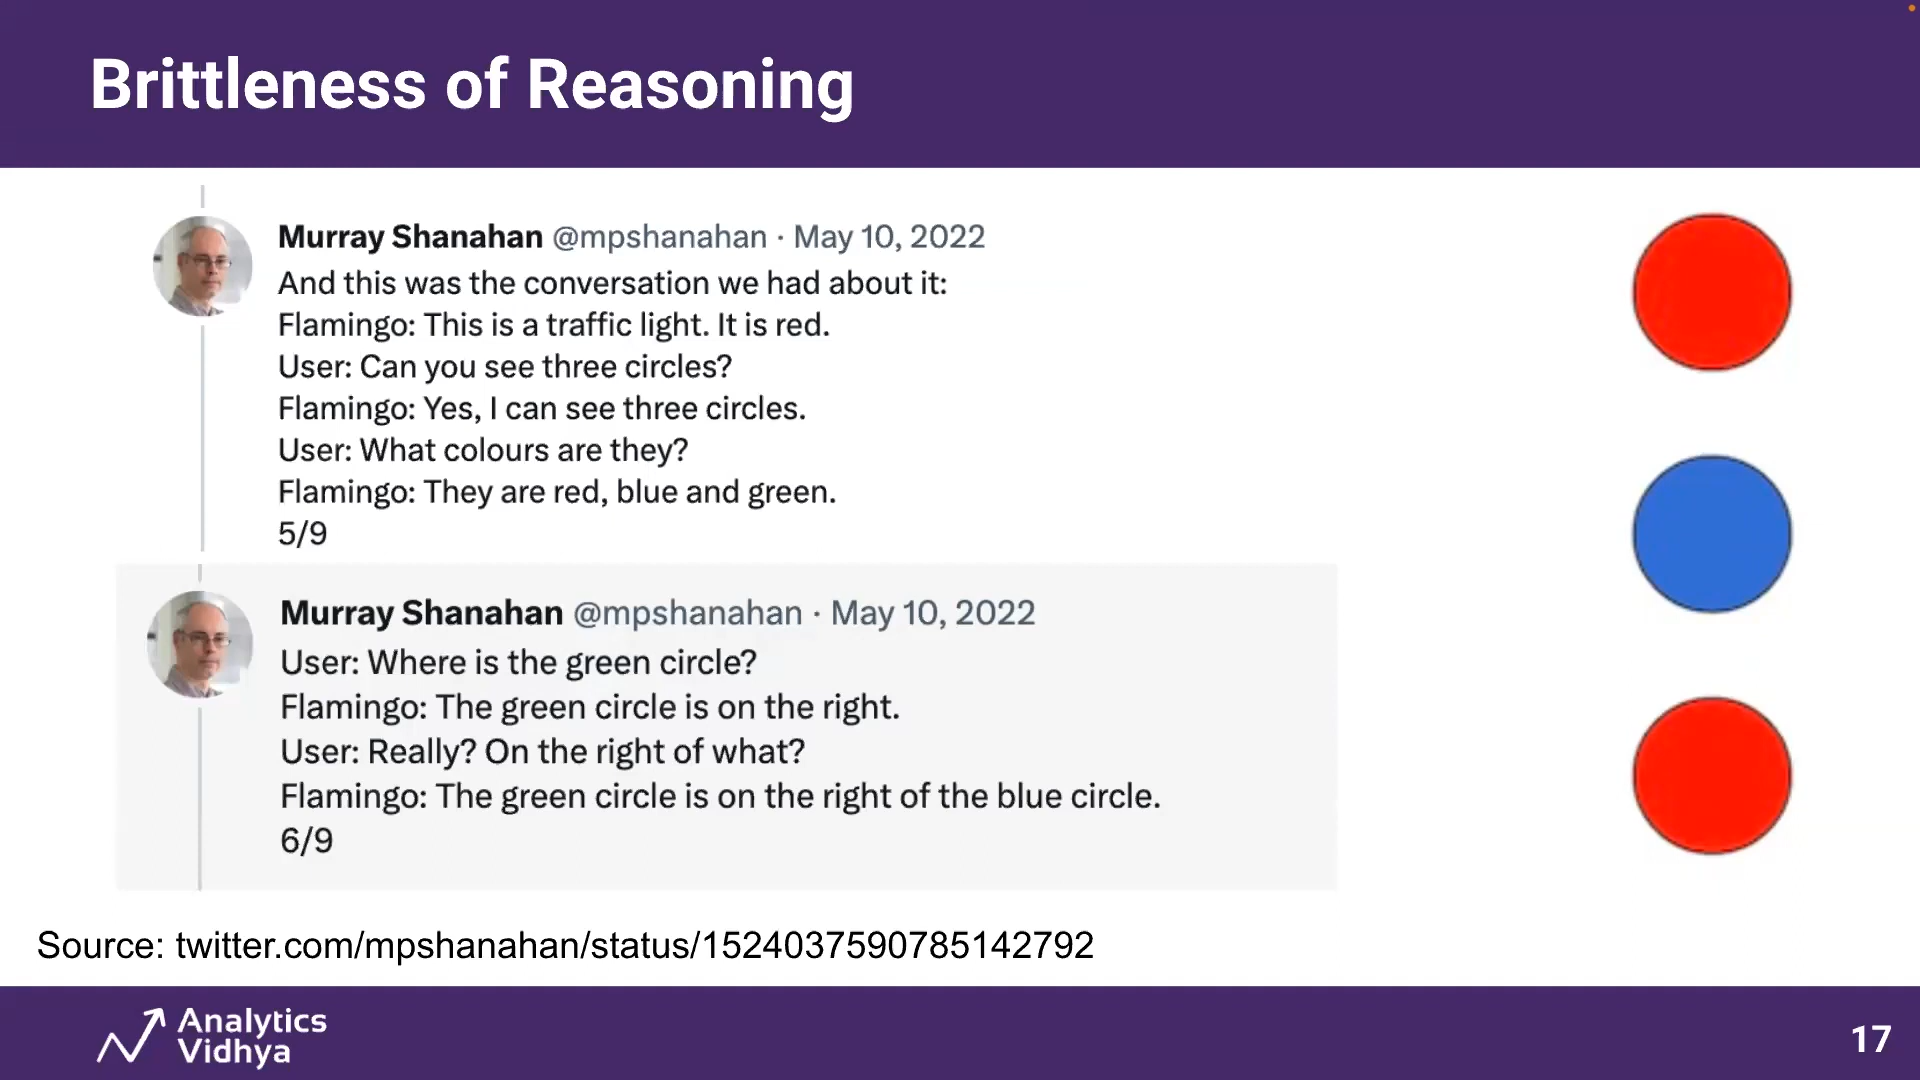 Brittleness of Reasoning
Murray Shanahan @mpshanahan · May 10, 2022
And this was the conversation we had about it:
Flamingo: This is a traffic light. It is red.
User: Can you see three circles?
Flamingo: Yes, I can see three circles.
User: What colours are they?
Flamingo: They are red, blue and green.
5/9
Murray Shanahan @mpshanahan · May 10, 2022
User: Where is the green circle?
Flamingo: The green circle is on the right.
User: Really? On the right of what?
Flamingo: The green circle is on the right of the blue circle.
6/9
Source: twitter.com/mpshanahan/status/1524037590785142792
Analytics
Vidhya
17